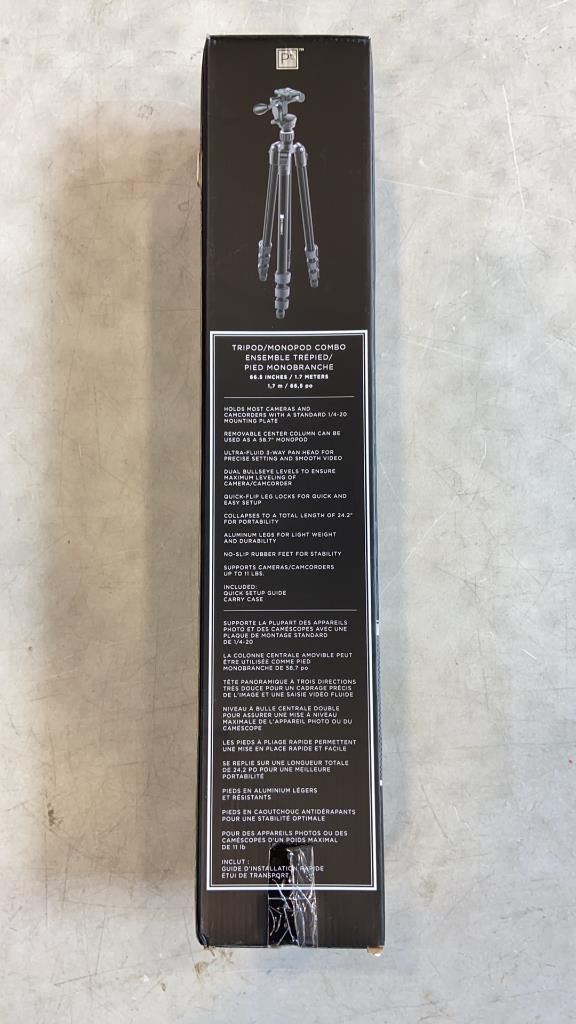 TM
TRIPOD/MONOPOD COMBO
ENSEMBLE TRÉPIED/
PIED MONOBRANCHE
66.5 INCHES / 1.7 METERS
1,7 m / 66,5 po
HOLDS MOST CAMERAS AND
CAMCORDERS WITH A STANDARD 1/4-20
MOUNTING PLATE
REMOVABLE CENTER COLUMN CAN BE
USED AS A 58.7" MONOPOD
ULTRA-FLUID 3-WAY PAN HEAD FOR
PRECISE SETTING AND SMOOTH VIDEO
DUAL BULLSEYE LEVELS TO ENSURE
MAXIMUM LEVELING OF
CAMERA/CAMCORDER
QUICK-FLIP LEG LOCKS FOR QUICK AND
EASY SETUP
COLLAPSES TO A TOTAL LENGTH OF 24.2"
FOR PORTABILITY
ALUMINUM LEGS FOR LIGHT WEIGHT
AND DURABILITY
NO-SLIP RUBBER FEET FOR STABILITY
SUPPORTS CAMERAS/CAMCORDERS
UP TO 11 LBS.
INCLUDED:
QUICK SETUP GUIDE
CARRY CASE
SUPPORTE LA PLUPART DES APPAREILS
PHOTO ET DES CAMÉSCOPES AVEC UNE
PLAQUE DE MONTAGE STANDARD
DE 1/4-20
LA COLONNE CENTRALE AMOVIBLE PEUT
ÊTRE UTILISÉE COMME PIED
MONOBRANCHE DE 58,7 po
TÊTE PANORAMIQUE À TROIS DIRECTIONS
TRÈS DOUCE POUR UN CADRAGE PRÉCIS
DE L'IMAGE ET UNE SAISIE VIDÉO FLUIDE
NIVEAU À BULLE CENTRALE DOUBLE
POUR ASSURER UNE MISE À NIVEAU
MAXIMALE DE L'APPAREIL PHOTO OU DU
CAMÉSCOPE
LES PIEDS À PLIAGE RAPIDE PERMETTENT
UNE MISE EN PLACE RAPIDE ET FACILE
SE REPLIE SUR UNE LONGUEUR TOTALE
DE 24,2 PO POUR UNE MEILLEURE
PORTABILITÉ
PIEDS EN ALUMINIUM LÉGERS
ET RÉSISTANTS
PIEDS EN CAOUTCHOUC ANTIDÉRAPANTS
POUR UNE STABILITÉ OPTIMALE
POUR DES APPAREILS PHOTOS OU DES
CAMÉSCOPES D'UN POIDS MAXIMAL
DE 11 lb
INCLUT :
GUIDE D'INSTALLATION RAPIDE
ÉTUI DE TRANSPORT